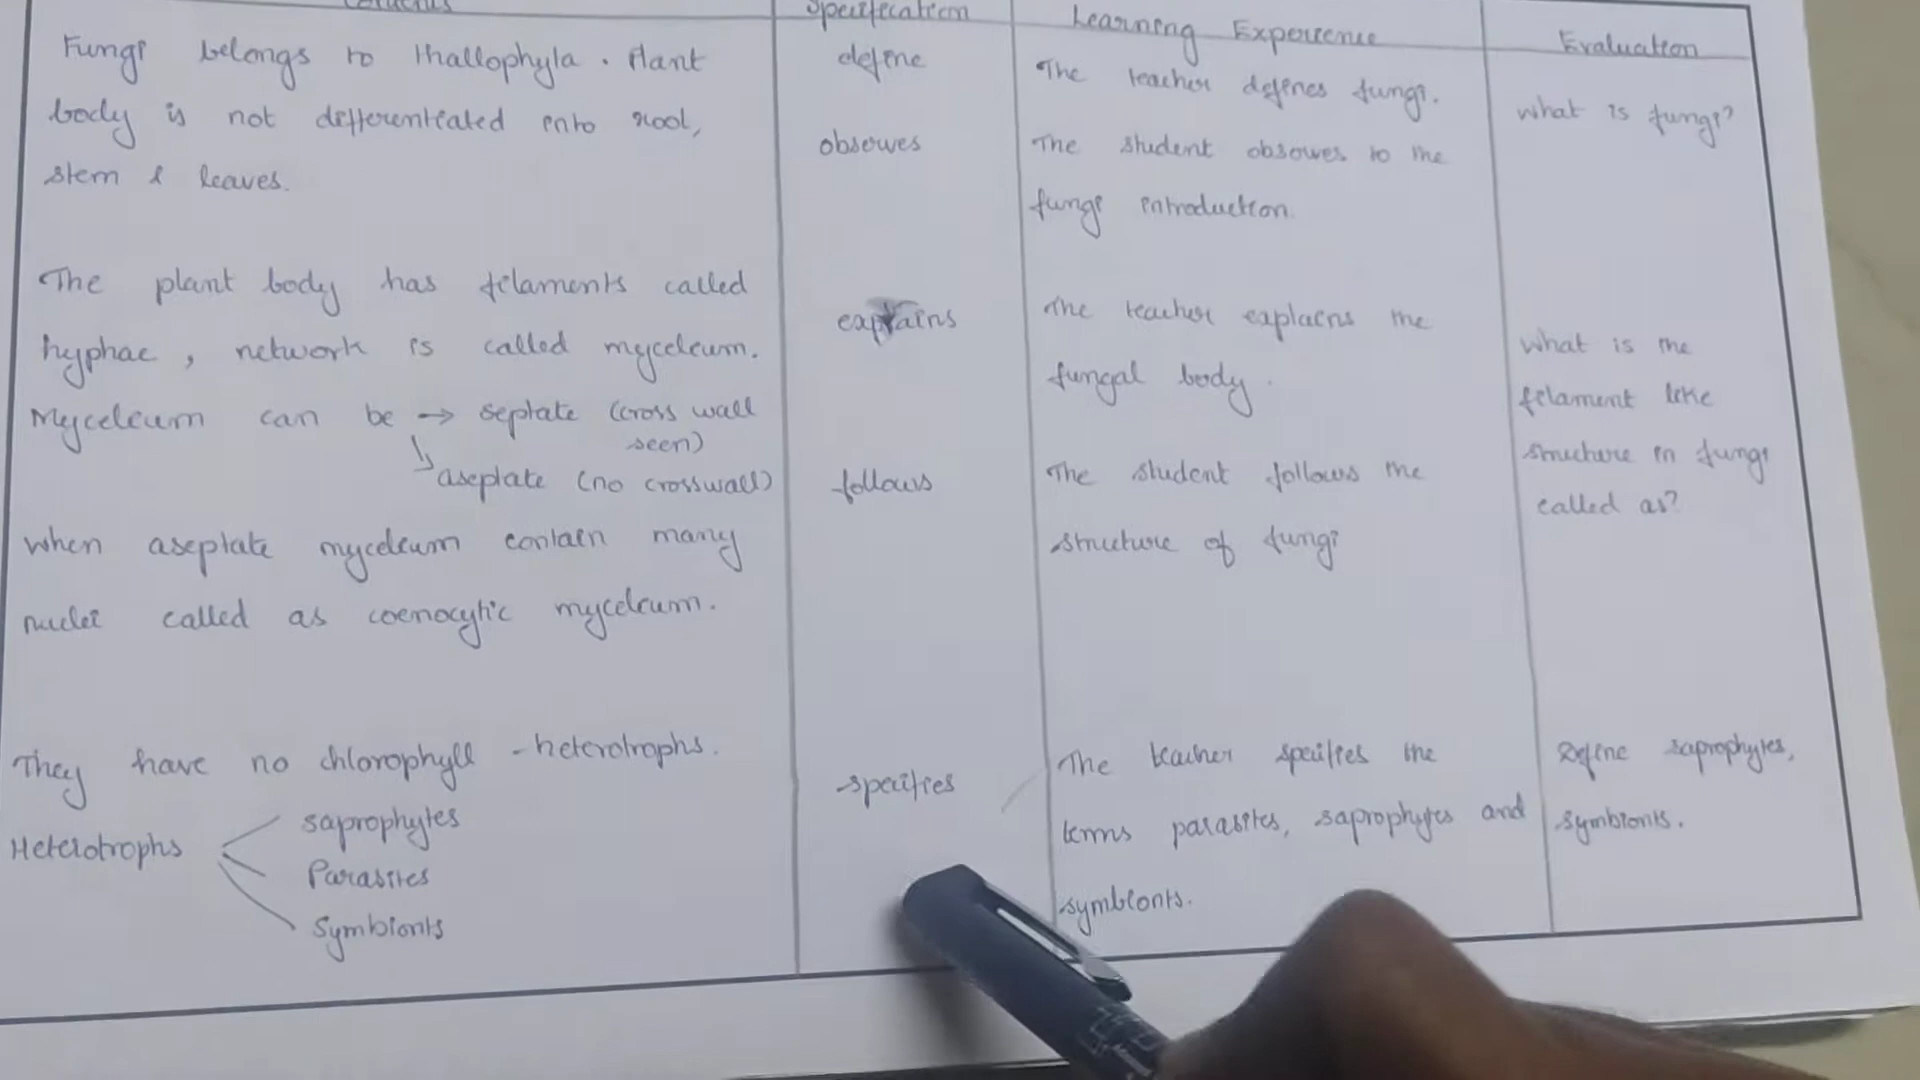 Specification
Learning Experience
Evaluation
Fungi belongs to thallophyta. Plant
body is not differentiated into root,
stem & leaves.
define
observes
The teacher defines fungi.
The student observes to the
fungi introduction.
What is fungi?
The plant body has filaments called
hyphae, network is called mycelium.
Mycelium can be → septate (cross wall
seen)
↳ aseptate (no crosswall)
When aseptate mycelium contain many
nuclei called as coenocytic mycelium.
explains
follows
The teacher explains the
fungal body.
The student follows the
structure of fungi
What is the
filament like
structure in fungi
called as?
They have no chlorophyll - heterotrophs.
Heterotrophs
saprophytes
Parasites
Symbionts
specifies
The teacher specifies the
terms parasites, saprophytes and
symbionts.
Define saprophytes,
symbionts.